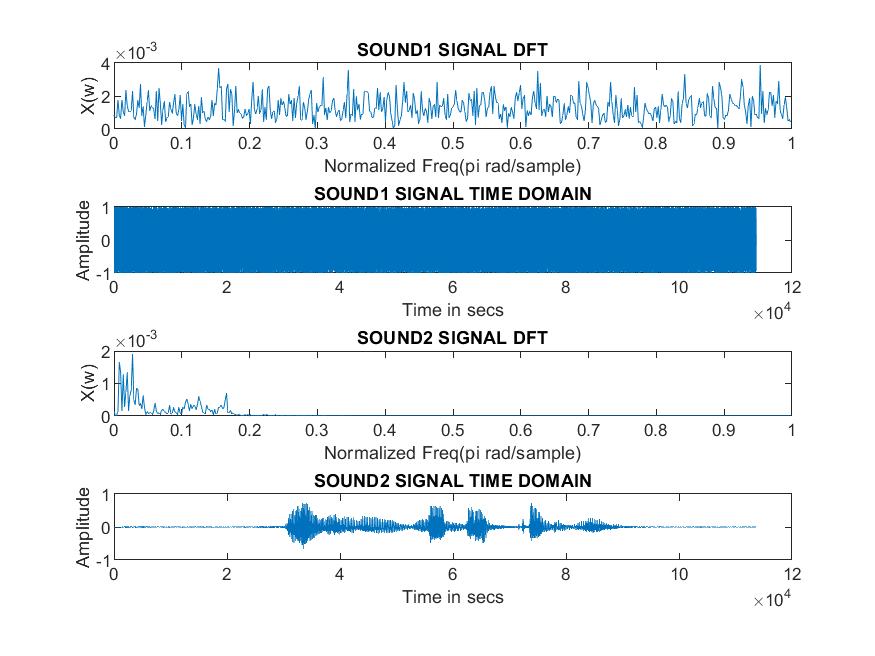 ×10-3
SOUND1 SIGNAL DFT
4
2
0
X(w)
0 0.1 0.2 0.3 0.4 0.5 0.6 0.7 0.8 0.9 1
Normalized Freq(pi rad/sample)
SOUND1 SIGNAL TIME DOMAIN
1
0
-1
Amplitude
0 2 4 6 8 10 12
Time in secs
×104
×10-3
SOUND2 SIGNAL DFT
2
1
0
X(w)
0 0.1 0.2 0.3 0.4 0.5 0.6 0.7 0.8 0.9 1
Normalized Freq(pi rad/sample)
SOUND2 SIGNAL TIME DOMAIN
1
0
-1
Amplitude
0 2 4 6 8 10 12
Time in secs
×104